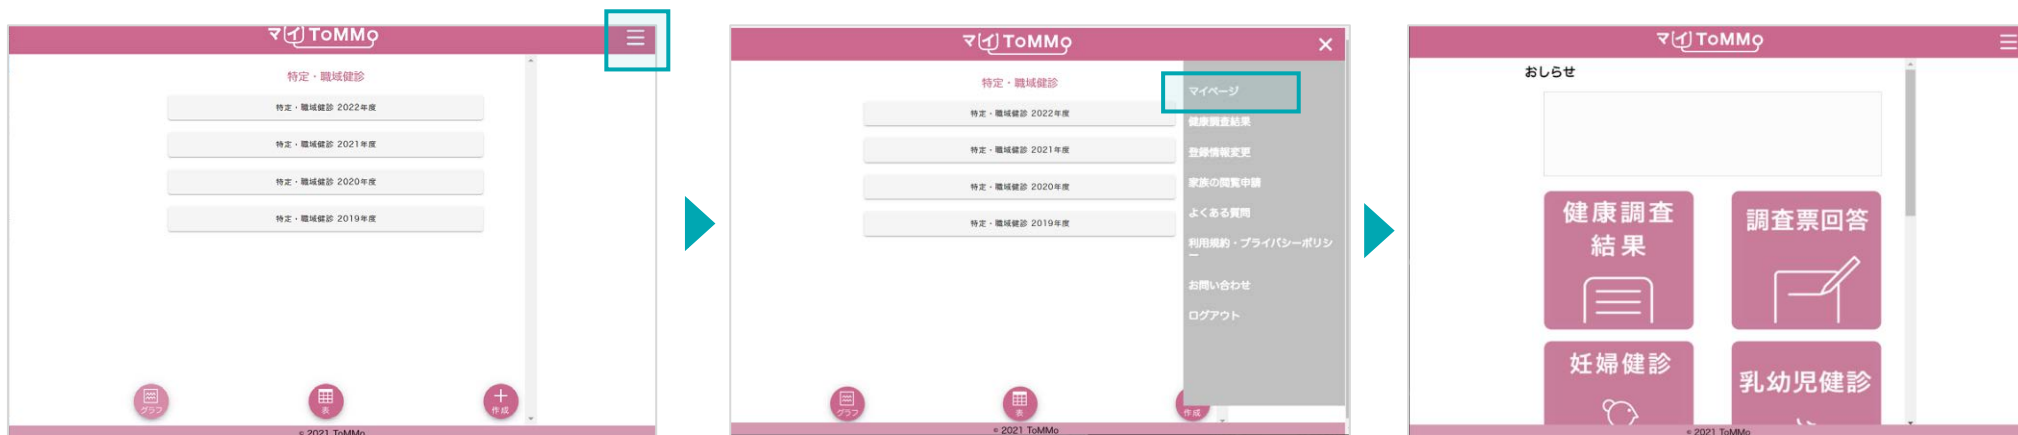 マイToMMo
特定・職域健診
特定・職域健診 2022年度
特定・職域健診 2021年度
特定・職域健診 2020年度
特定・職域健診 2019年度
グラフ
表
作成
© 2021 ToMMo
マイToMMo
特定・職域健診
特定・職域健診 2022年度
特定・職域健診 2021年度
特定・職域健診 2020年度
特定・職域健診 2019年度
マイページ
健康調査結果
登録情報変更
家族の閲覧申請
よくある質問
利用規約・プライバシーポリシ
ー
お問い合わせ
ログアウト
グラフ
表
作成
© 2021 ToMMo
マイToMMo
おしらせ
健康調査
結果
調査票回答
妊婦健診
乳幼児健診
© 2021 ToMMo